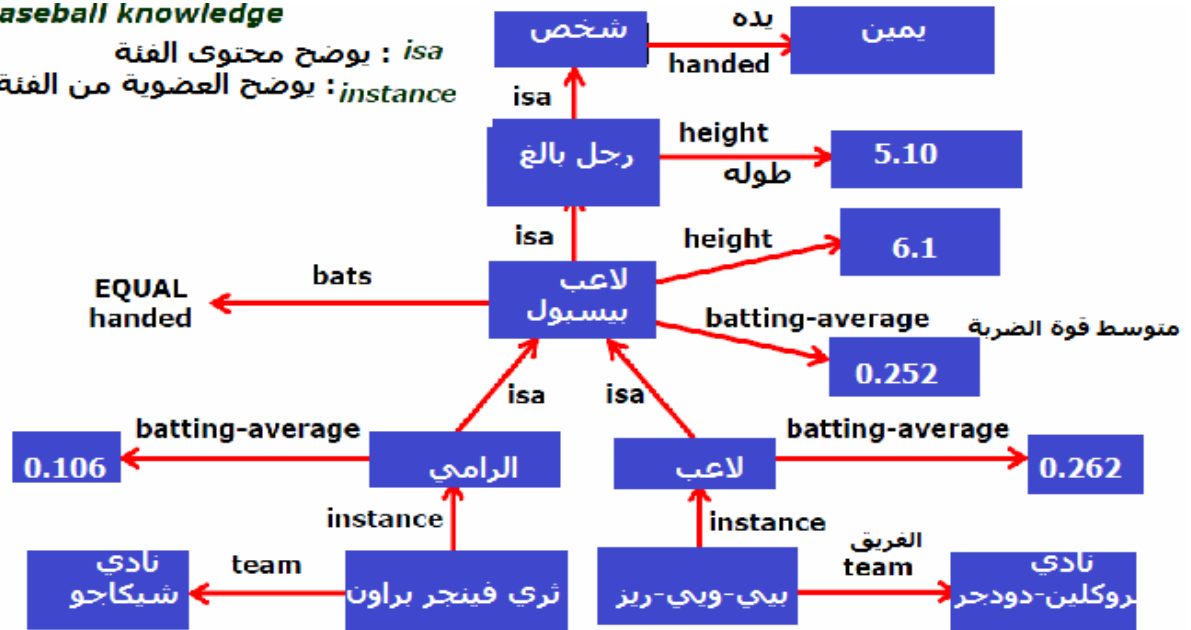 aseball knowledge
isa : يوضح محتوى الفئة
instance : يوضح العضوية من الفئة
شخص
يده
handed
يمين
isa
رجل بالغ
height
طوله
5.10
isa
height
6.1
لاعب
بيسبول
bats
EQUAL
handed
batting-average
متوسط قوة الضربة
0.252
isa
isa
batting-average
0.106
الرامي
لاعب
batting-average
0.262
instance
instance
نادي
شيكاجو
team
ثري فينجر براون
بيي-ويي-ريز
الفريق
team
نادي
بروكلين-دودجر